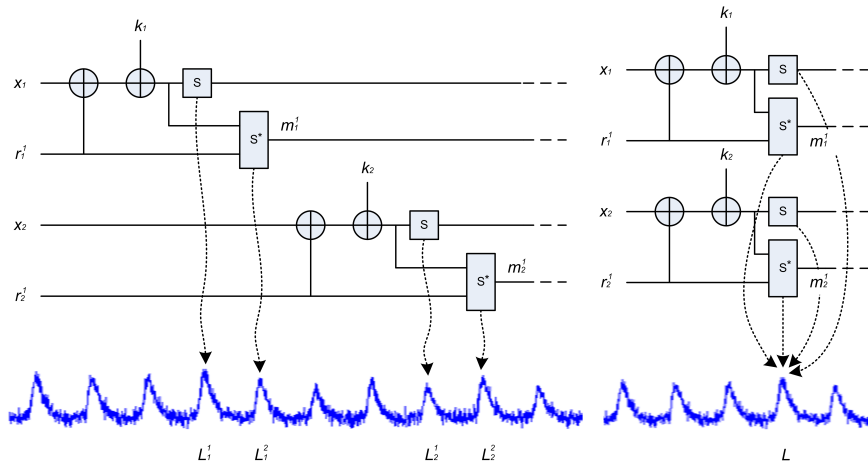 k₁
x₁
S
S*
m₁¹
r₁¹
k₂
x₂
S
S*
m₂¹
r₂¹
L₁¹ L₁² L₂¹ L₂²
k₁
x₁
S
S*
m₁¹
r₁¹
k₂
x₂
S
S*
m₂¹
r₂¹
L